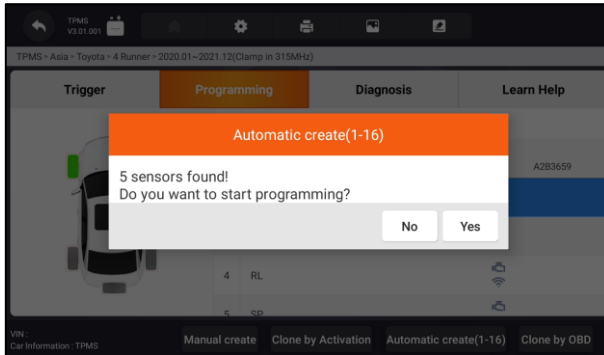 TPMS
V3.01.001
TPMS > Asia > Toyota > 4 Runner > 2020.01~2021.12(Clamp in 315MHz)
Trigger Programming Diagnosis Learn Help
Automatic create(1-16)
5 sensors found!
Do you want to start programming?
No Yes
A2B3659
4 RL
5 SP
VIN :
Car Information : TPMS
Manual create Clone by Activation Automatic create(1-16) Clone by OBD